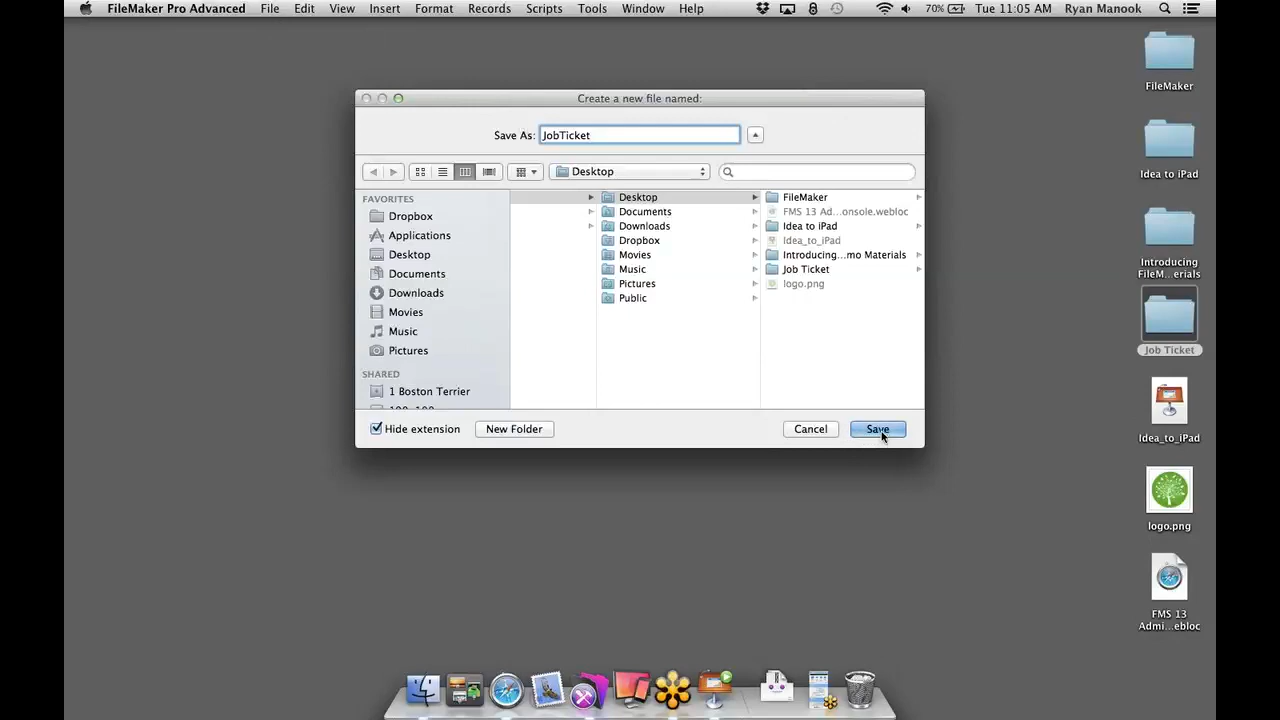 FileMaker Pro Advanced File Edit View Insert Format Records Scripts Tools Window Help 70% Tue 11:05 AM Ryan Manook
Create a new file named:
Save As: JobTicket
Desktop
FAVORITES
Dropbox
Applications
Desktop
Documents
Downloads
Movies
Music
Pictures
SHARED
1 Boston Terrier
Desktop
Documents
Downloads
Dropbox
Movies
Music
Pictures
Public
FileMaker
FMS 13 Ad...onsole.webloc
Idea to iPad
Idea_to_iPad
Introducing...mo Materials
Job Ticket
logo.png
Hide extension New Folder Cancel Save
FileMaker
Idea to iPad
Introducing
FileM...erials
Job Ticket
Idea_to_iPad
logo.png
FMS 13
Admi...ebloc